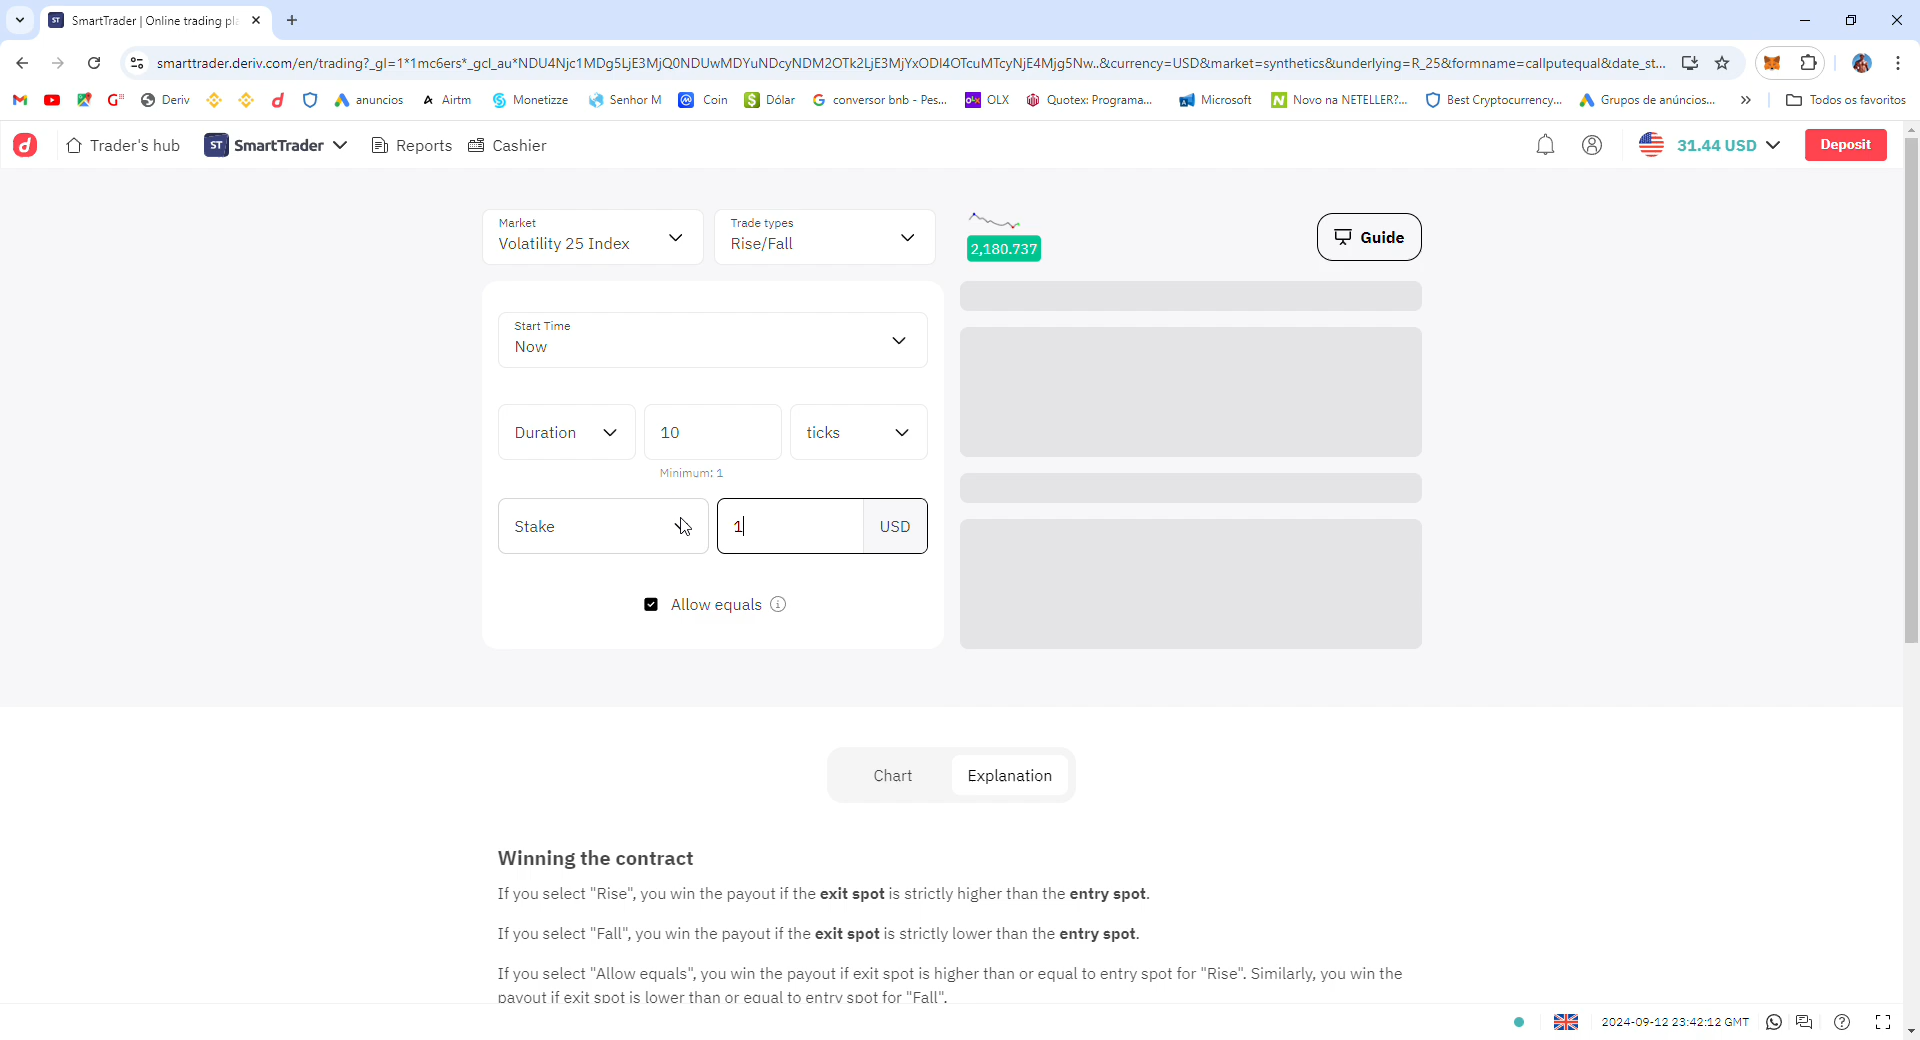 ST SmartTrader | Online trading pla
smarttrader.deriv.com/en/trading?_gl=1*1mc6ers*_gcl_au*NDU4Njc1MDg5LjE3MjQ0NDUwMDYuNDcyNDM2OTk2LjE3MjYxODI4OTcuMTcyNjE4Mjg5Nw..&currency=USD&market=synthetics&underlying=R_25&formname=callputequal&date_st...
Deriv anuncios Airtm Monetizze Senhor M Coin Dólar conversor bnb - Pes... OLX Quotex: Programa... Microsoft Novo na NETELLER?... Best Cryptocurrency... Grupos de anúncios... » Todos os favoritos
d Trader's hub ST SmartTrader Reports Cashier 31.44 USD Deposit
Market
Volatility 25 Index
Trade types
Rise/Fall
2,180.737
Guide
Start Time
Now
Duration 10 ticks
Minimum: 1
Stake 1 USD
Allow equals
Chart Explanation
Winning the contract
If you select "Rise", you win the payout if the exit spot is strictly higher than the entry spot.
If you select "Fall", you win the payout if the exit spot is strictly lower than the entry spot.
If you select "Allow equals", you win the payout if exit spot is higher than or equal to entry spot for "Rise". Similarly, you win the
payout if exit spot is lower than or equal to entry spot for "Fall".
2024-09-12 23:42:12 GMT